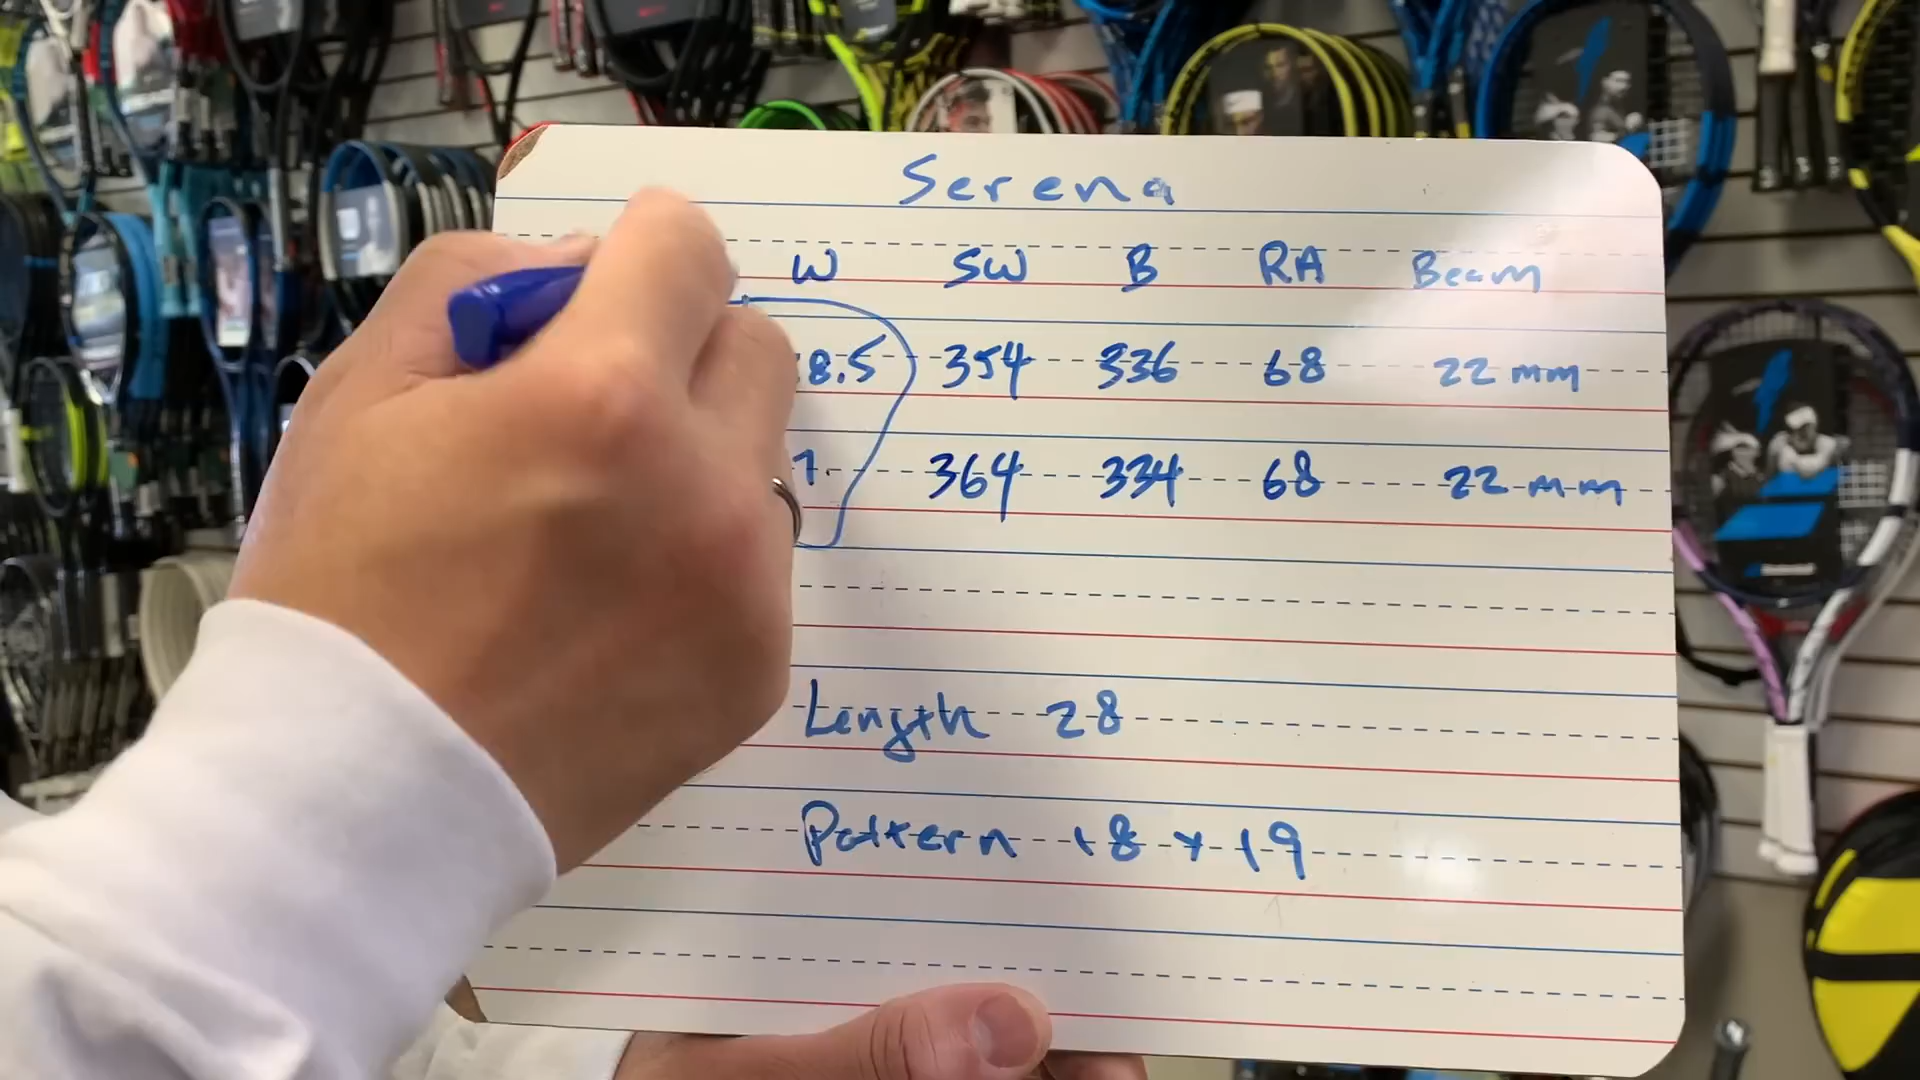 Serena
W SW B RA Beam
8.5 354 336 68 22 mm
7. 364 334 68 22 mm
Length 28
Pattern 18 x 19